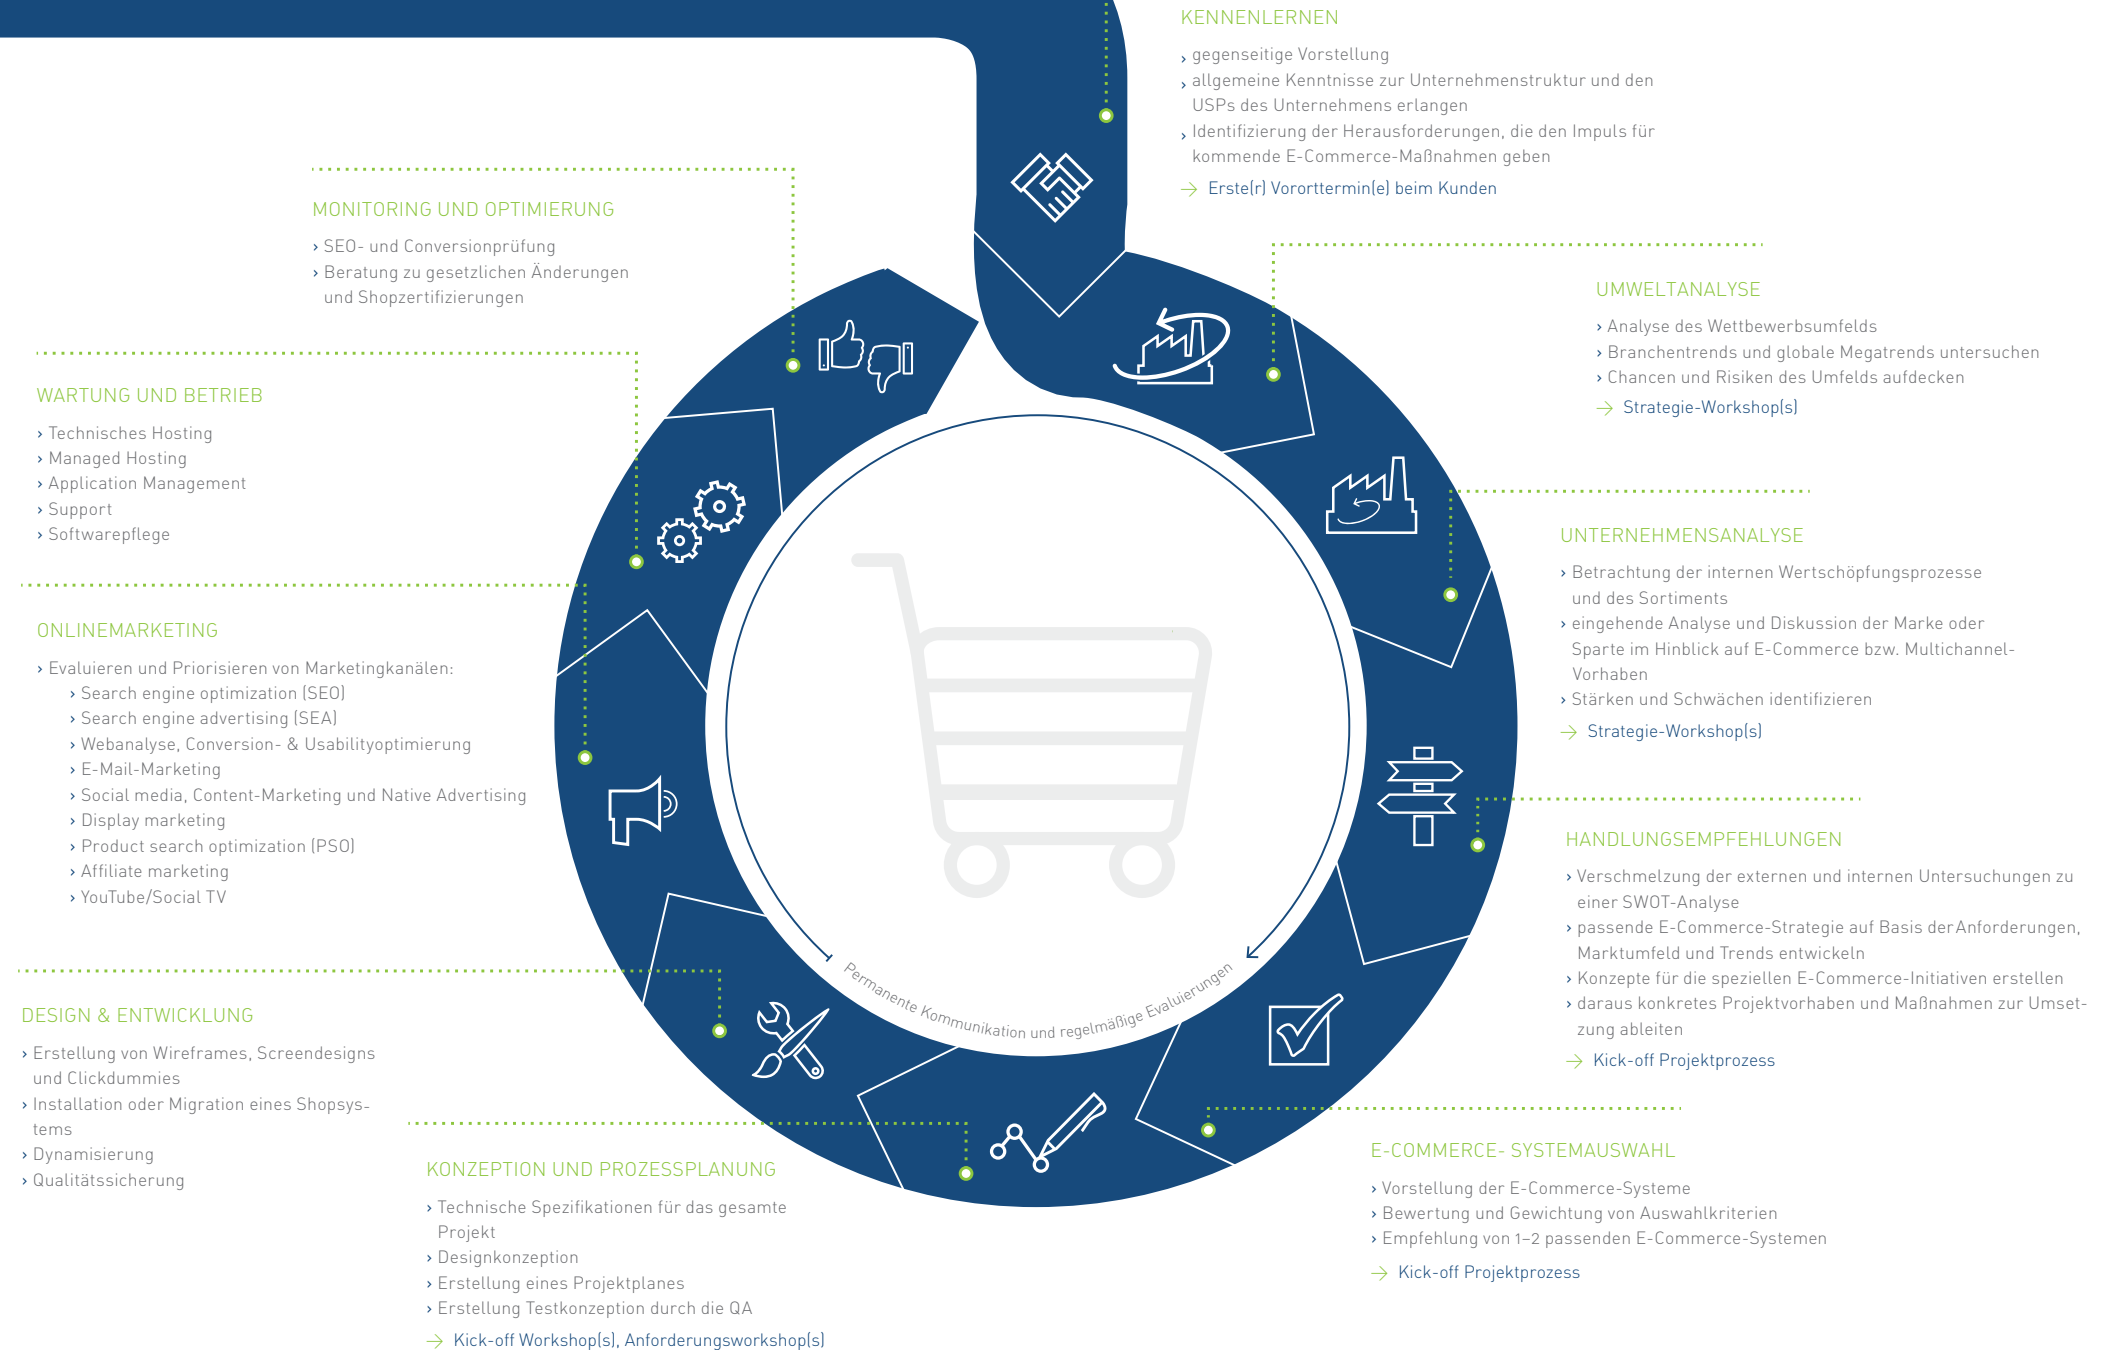 KENNENLERNEN
› gegenseitige Vorstellung
› allgemeine Kenntnisse zur Unternehmenstruktur und den
USPs des Unternehmens erlangen
› Identifizierung der Herausforderungen, die den Impuls für
kommende E-Commerce-Maßnahmen geben
→ Erste(r) Vororttermin(e) beim Kunden
UMWELTANALYSE
› Analyse des Wettbewerbsumfelds
› Branchentrends und globale Megatrends untersuchen
› Chancen und Risiken des Umfelds aufdecken
→ Strategie-Workshop(s)
UNTERNEHMENSANALYSE
› Betrachtung der internen Wertschöpfungsprozesse
und des Sortiments
› eingehende Analyse und Diskussion der Marke oder
Sparte im Hinblick auf E-Commerce bzw. Multichannel-
Vorhaben
› Stärken und Schwächen identifizieren
→ Strategie-Workshop(s)
HANDLUNGSEMPFEHLUNGEN
› Verschmelzung der externen und internen Untersuchungen zu
einer SWOT-Analyse
› passende E-Commerce-Strategie auf Basis der Anforderungen,
Marktumfeld und Trends entwickeln
› Konzepte für die speziellen E-Commerce-Initiativen erstellen
› daraus konkretes Projektvorhaben und Maßnahmen zur Umset-
zung ableiten
→ Kick-off Projektprozess
E-COMMERCE- SYSTEMAUSWAHL
› Vorstellung der E-Commerce-Systeme
› Bewertung und Gewichtung von Auswahlkriterien
› Empfehlung von 1–2 passenden E-Commerce-Systemen
→ Kick-off Projektprozess
KONZEPTION UND PROZESSPLANUNG
› Technische Spezifikationen für das gesamte
Projekt
› Designkonzeption
› Erstellung eines Projektplanes
› Erstellung Testkonzeption durch die QA
→ Kick-off Workshop(s), Anforderungsworkshop(s)
DESIGN & ENTWICKLUNG
› Erstellung von Wireframes, Screendesigns
und Clickdummies
› Installation oder Migration eines Shopsys-
tems
› Dynamisierung
› Qualitätssicherung
ONLINEMARKETING
› Evaluieren und Priorisieren von Marketingkanälen:
› Search engine optimization (SEO)
› Search engine advertising (SEA)
› Webanalyse, Conversion- & Usabilityoptimierung
› E-Mail-Marketing
› Social media, Content-Marketing und Native Advertising
› Display marketing
› Product search optimization (PSO)
› Affiliate marketing
› YouTube/Social TV
WARTUNG UND BETRIEB
› Technisches Hosting
› Managed Hosting
› Application Management
› Support
› Softwarepflege
MONITORING UND OPTIMIERUNG
› SEO- und Conversionprüfung
› Beratung zu gesetzlichen Änderungen
und Shopzertifizierungen
Permanente Kommunikation und regelmäßige Evaluierungen